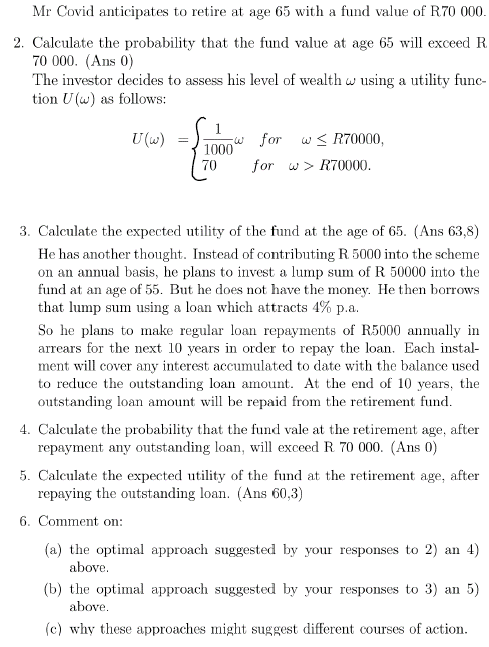 Mr Covid anticipates to retire at age 65 with a fund value of R70 000.
2. Calculate the probability that the fund value at age 65 will exceed R
70 000. (Ans 0)
The investor decides to assess his level of wealth ω using a utility func-
tion U(ω) as follows:
U(ω) = { 1/1000 ω for ω ≤ R70000,
70 for ω > R70000.
3. Calculate the expected utility of the fund at the age of 65. (Ans 63,8)
He has another thought. Instead of contributing R 5000 into the scheme
on an annual basis, he plans to invest a lump sum of R 50000 into the
fund at an age of 55. But he does not have the money. He then borrows
that lump sum using a loan which attracts 4% p.a.
So he plans to make regular loan repayments of R5000 annually in
arrears for the next 10 years in order to repay the loan. Each instal-
ment will cover any interest accumulated to date with the balance used
to reduce the outstanding loan amount. At the end of 10 years, the
outstanding loan amount will be repaid from the retirement fund.
4. Calculate the probability that the fund vale at the retirement age, after
repayment any outstanding loan, will exceed R 70 000. (Ans 0)
5. Calculate the expected utility of the fund at the retirement age, after
repaying the outstanding loan. (Ans 60,3)
6. Comment on:
(a) the optimal approach suggested by your responses to 2) an 4)
above.
(b) the optimal approach suggested by your responses to 3) an 5)
above.
(c) why these approaches might suggest different courses of action.